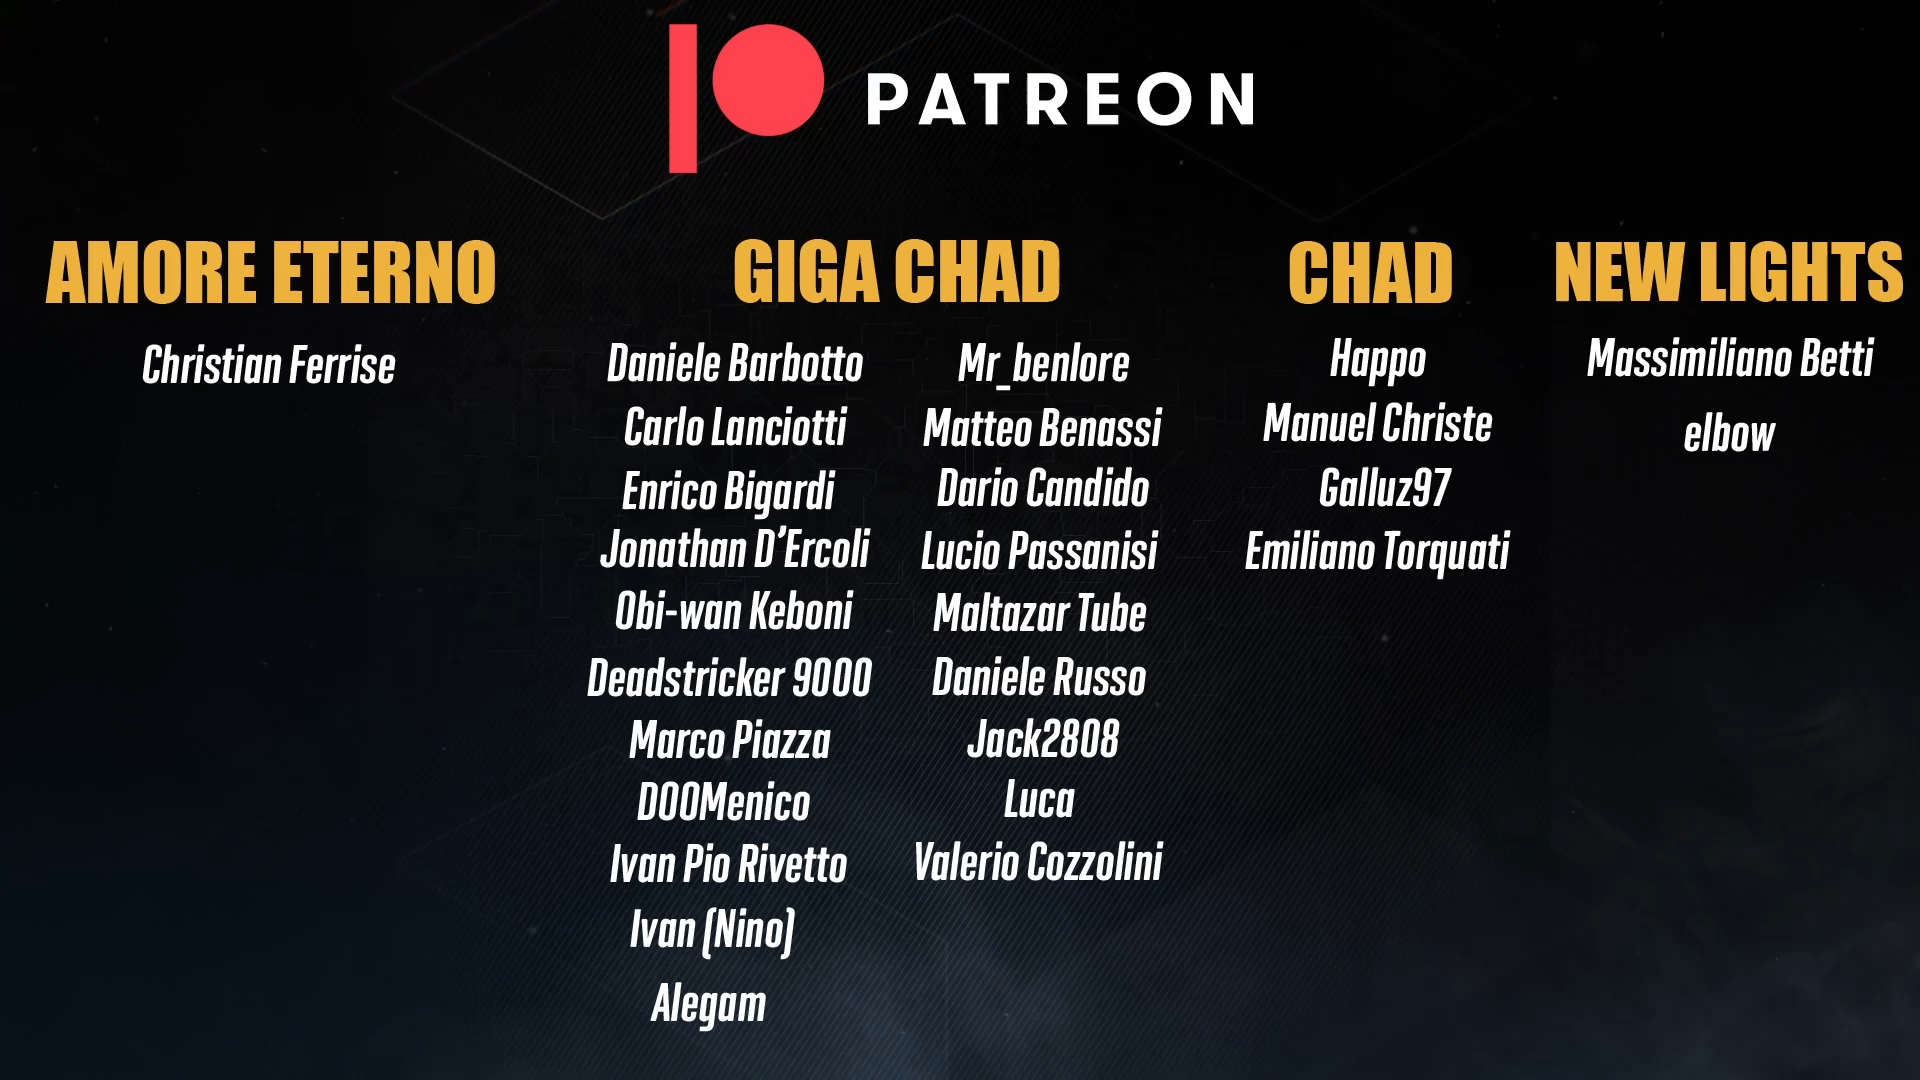 PATREON
AMORE ETERNO
Christian Ferrise
GIGA CHAD
Daniele Barbotto
Carlo Lanciotti
Enrico Bigardi
Jonathan D'Ercoli
Obi-wan Keboni
Deadstricker 9000
Marco Piazza
DOOMenico
Ivan Pio Rivetto
Ivan (Nino)
Alegam
Mr_benlore
Matteo Benassi
Dario Candido
Lucio Passanisi
Maltazar Tube
Daniele Russo
Jack2808
Luca
Valerio Cozzolini
CHAD
Happo
Manuel Christe
Galluz97
Emiliano Torquati
NEW LIGHTS
Massimiliano Betti
elbow